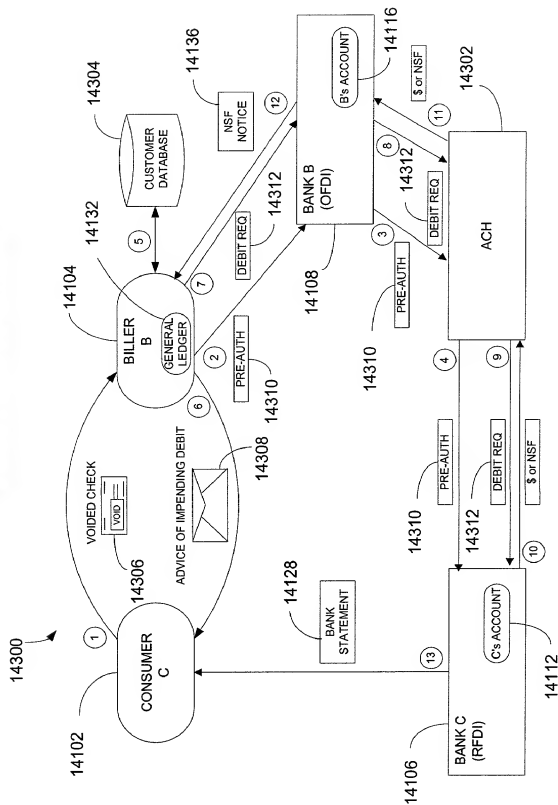 14300
14102
CONSUMER
C
1
VOIDED CHECK
VOID
14306
ADVICE OF IMPENDING DEBIT
14308
14104
14132
BILLER
B
GENERAL
LEDGER
5
14304
CUSTOMER
DATABASE
6
7
2
PRE-AUTH
14310
DEBIT REQ
14312
14136
NSF
NOTICE
12
BANK B
(OFDI)
14108
B's ACCOUNT
14116
3
PRE-AUTH
14310
8
DEBIT REQ
14312
11
$ or NSF
14302
ACH
4
9
PRE-AUTH
14310
DEBIT REQ
14312
$ or NSF
10
14128
BANK
STATEMENT
13
14106
BANK C
(RFDI)
C's ACCOUNT
14112